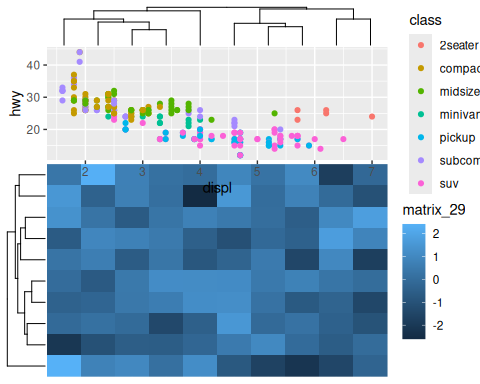 class
2seater
compac
midsize
minivar
pickup
subcom
suv
hwy
40
30
20
2 3 4 5 6 7
displ
matrix_29
2
1
0
-1
-2